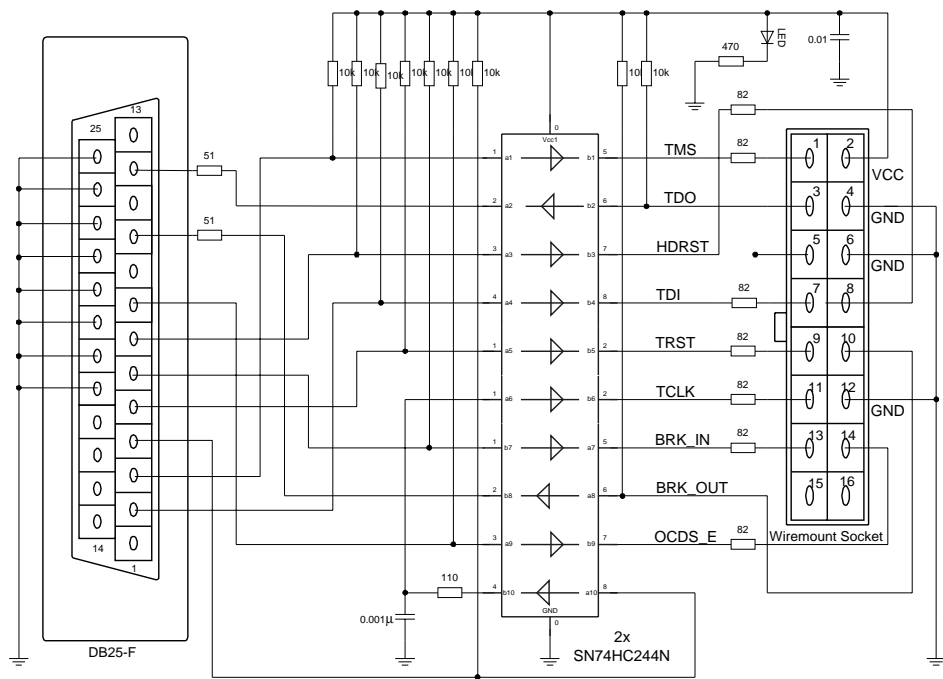 10k 10k 10k 10k 10k 10k 10k
10k 10k
470
LED
0.01
82
13
25
51
51
14
1
DB25-F
0
Vcc1
1 a1 b1 5 TMS 82
2 a2 b2 6 TDO
3 a3 b3 7 HDRST
4 a4 b4 8 TDI 82
1 a5 b5 2 TRST 82
1 a6 b6 2 TCLK 82
1 b7 a7 5 BRK_IN 82
2 b8 a8 6 BRK_OUT
3 a9 b9 7 OCDS_E 82
4 b10 a10 8
GND
0
110
0.001µ
2x
SN74HC244N
1 2
VCC
3 4
GND
5 6
GND
7 8
9 10
11 12
GND
13 14
15 16
Wiremount Socket